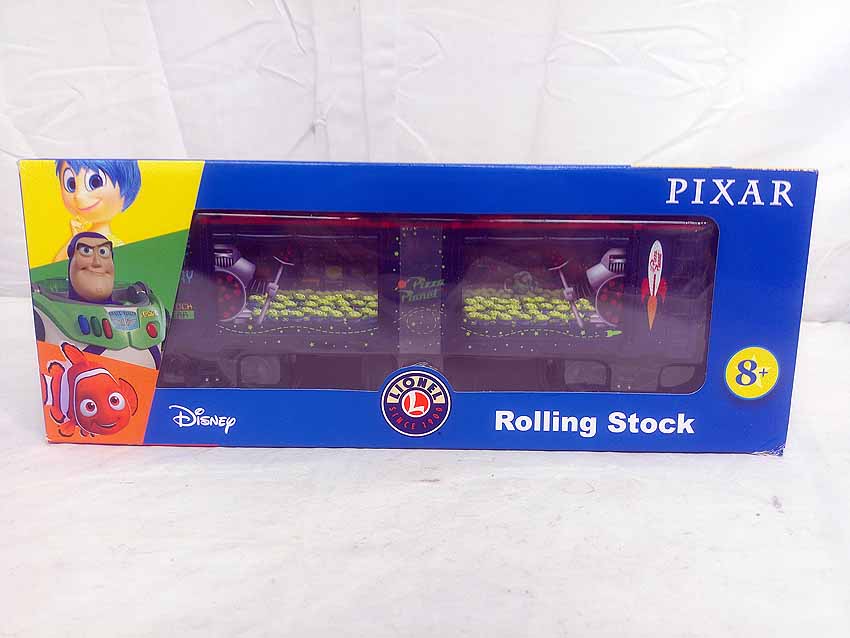 PIXAR
Pizza
Planet
8+
Disney
LIONEL
L
SINCE 1900
Rolling Stock